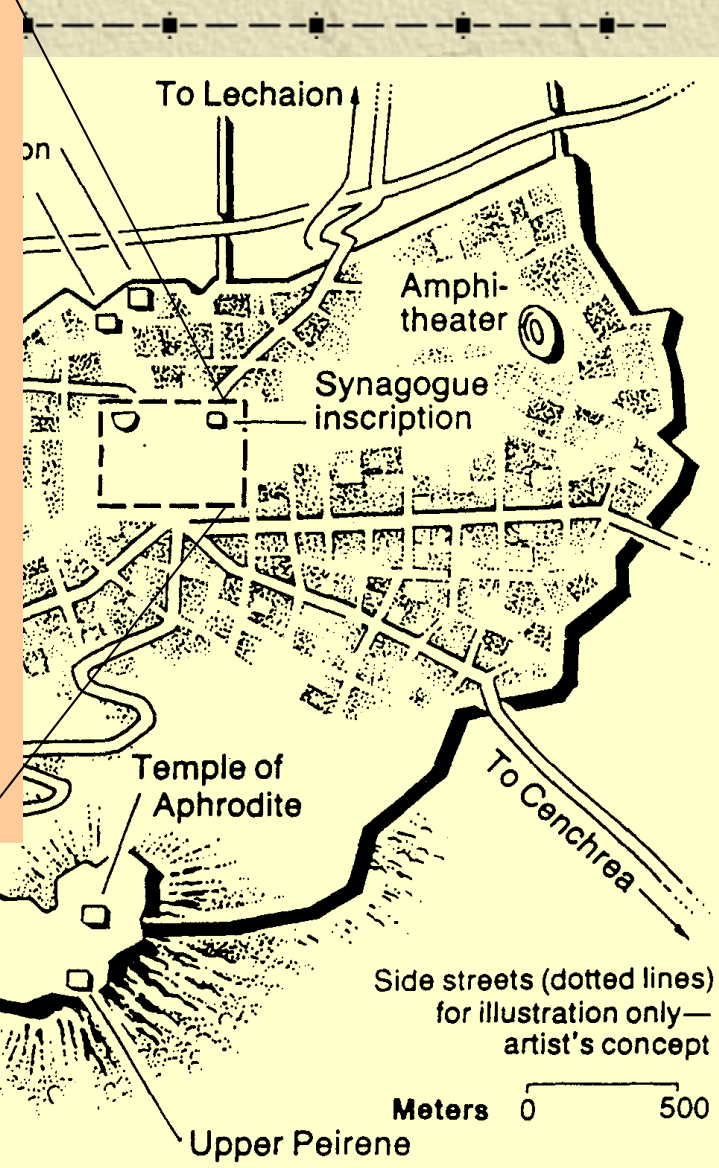 To Lechaion
on
Amphi-
theater
Synagogue
inscription
Temple of
Aphrodite
To Cenchrea
Side streets (dotted lines)
for illustration only—
artist's concept
Meters 0 500
Upper Peirene